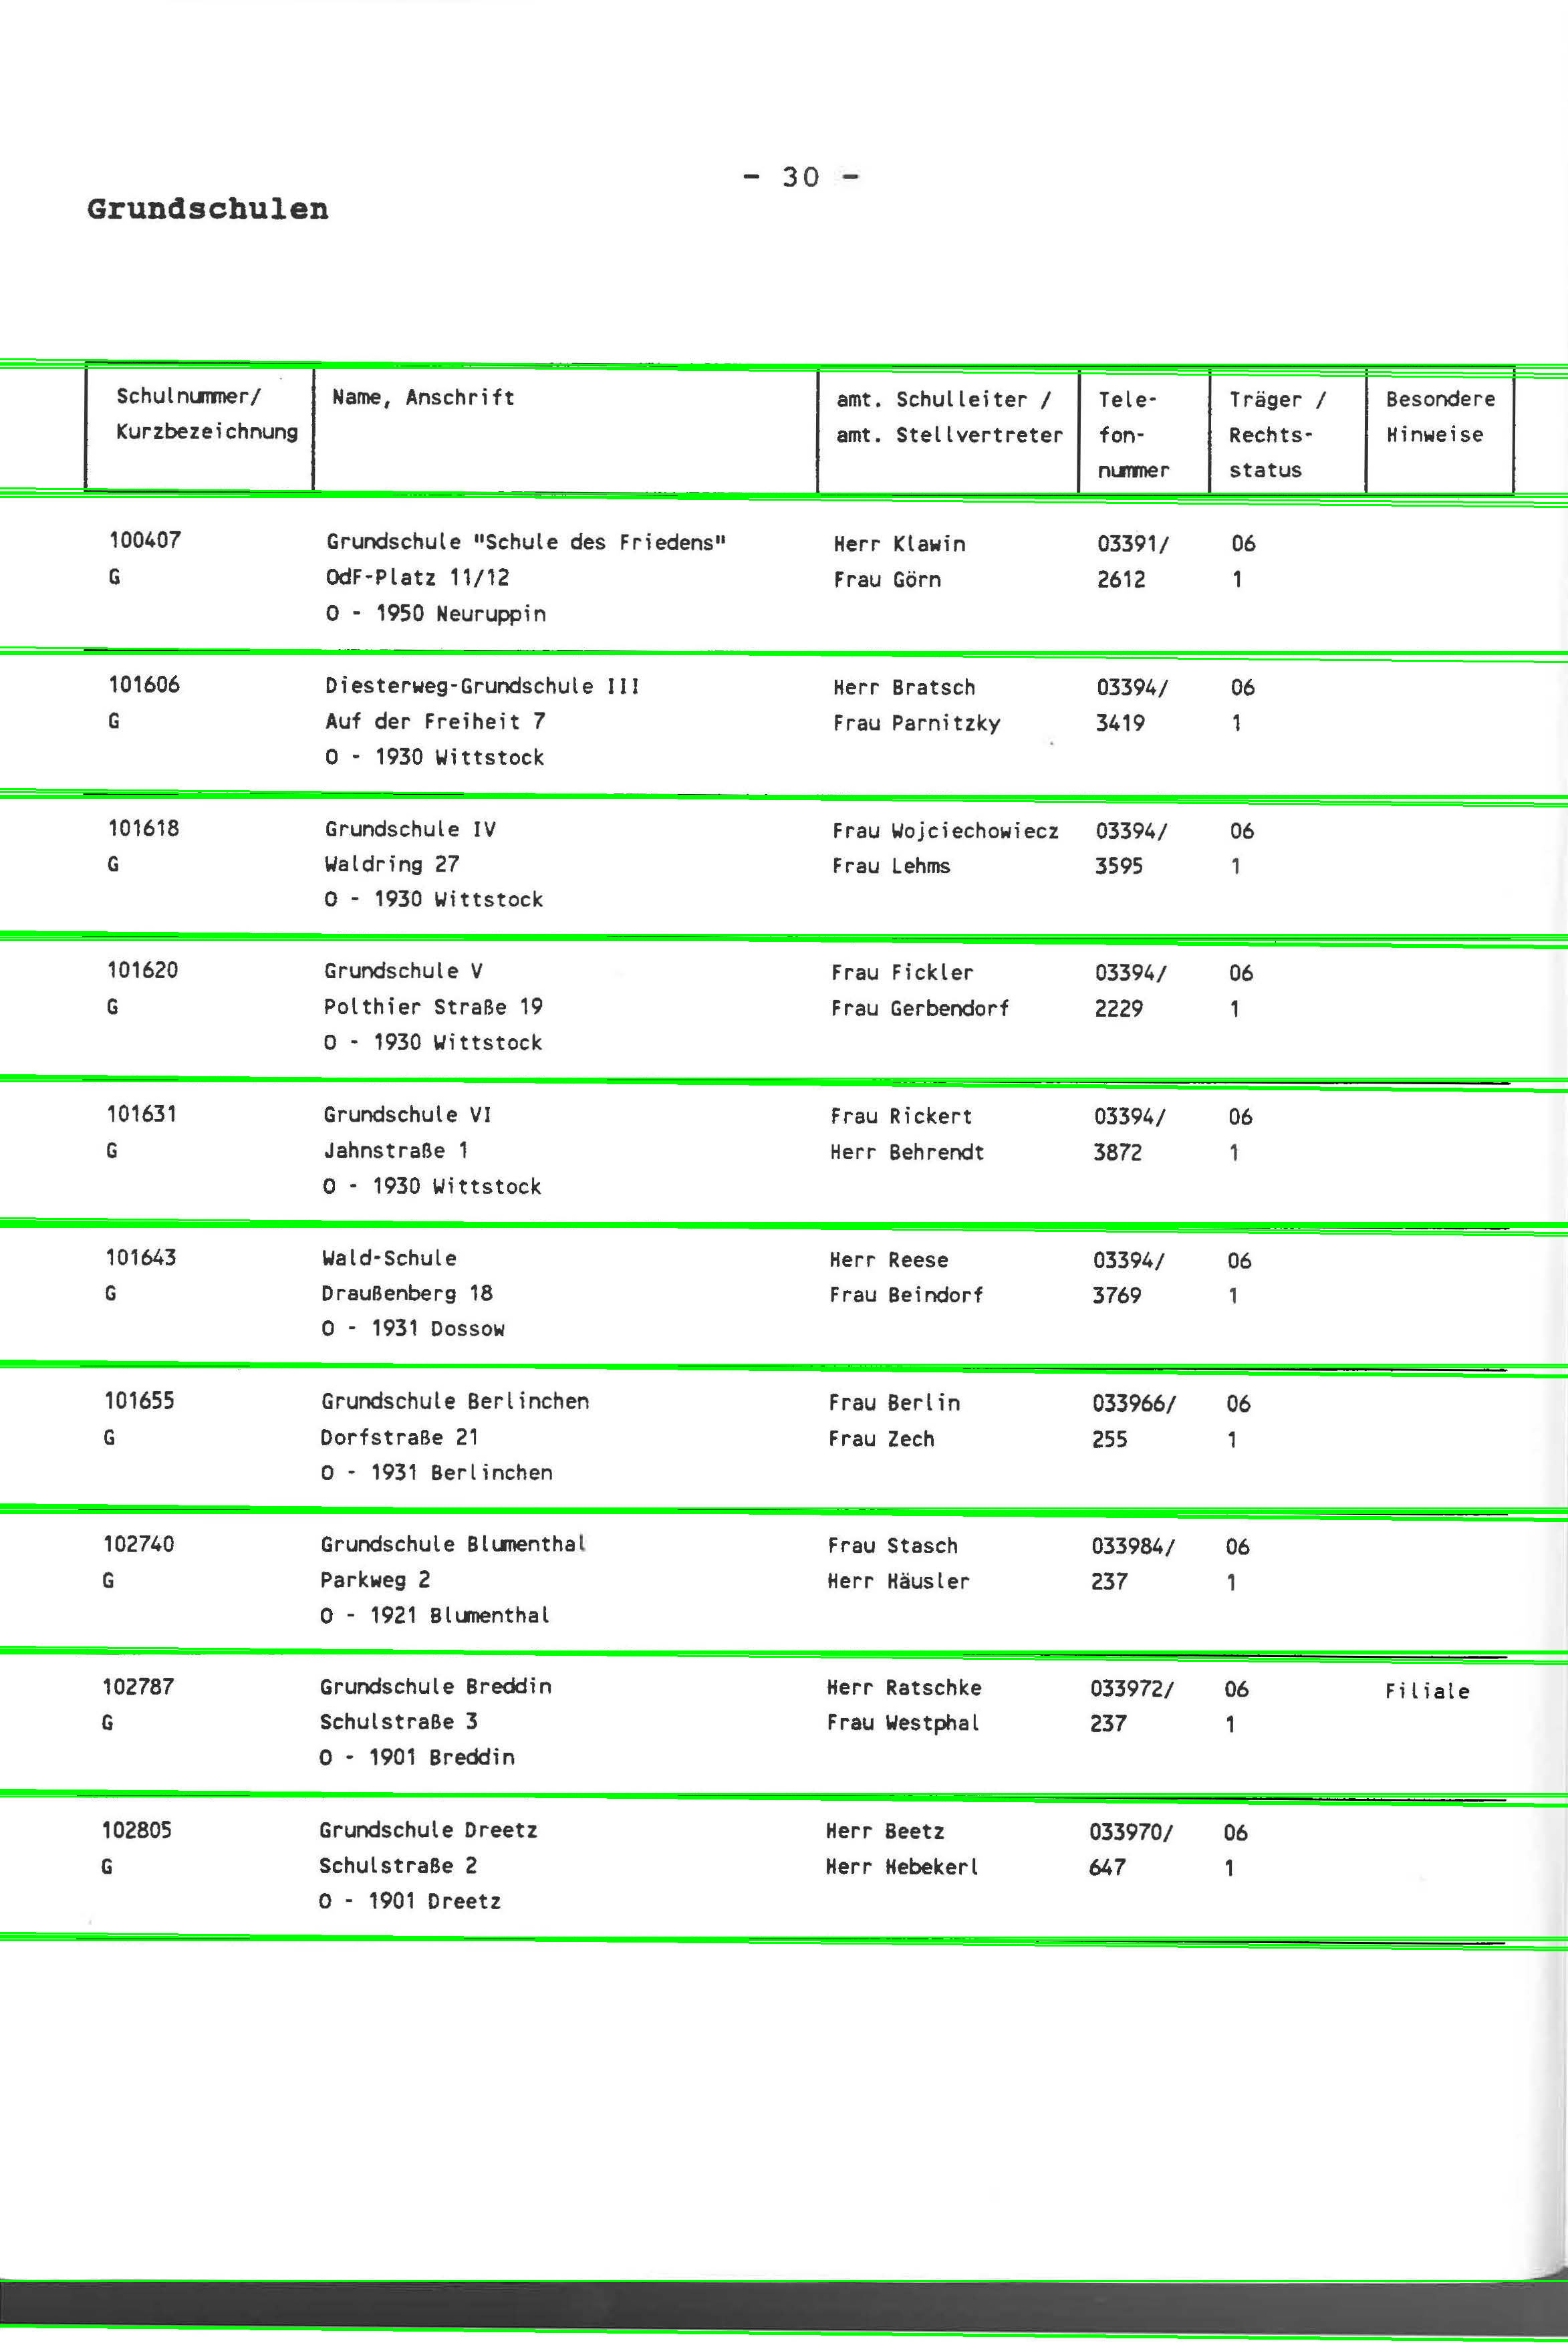 - 30 -
Grundschulen
Schulnummer/ Name, Anschrift amt. Schulleiter / Tele- Träger / Besondere
Kurzbezeichnung amt. Stellvertreter fon- Rechts- Hinweise
nummer status
100407 Grundschule "Schule des Friedens" Herr Klawin 03391/ 06
G OdF-Platz 11/12 Frau Görn 2612 1
O - 1950 Neuruppin
101606 Diesterweg-Grundschule III Herr Bratsch 03394/ 06
G Auf der Freiheit 7 Frau Parnitzky 3419 1
O - 1930 Wittstock
101618 Grundschule IV Frau Wojciechowiecz 03394/ 06
G Waldring 27 Frau Lehms 3595 1
O - 1930 Wittstock
101620 Grundschule V Frau Fickler 03394/ 06
G Polthier Straße 19 Frau Gerbendorf 2229 1
O - 1930 Wittstock
101631 Grundschule VI Frau Rickert 03394/ 06
G Jahnstraße 1 Herr Behrendt 3872 1
O - 1930 Wittstock
101643 Wald-Schule Herr Reese 03394/ 06
G Draußenberg 18 Frau Beindorf 3769 1
O - 1931 Dossow
101655 Grundschule Berlinchen Frau Berlin 033966/ 06
G Dorfstraße 21 Frau Zech 255 1
O - 1931 Berlinchen
102740 Grundschule Blumenthal Frau Stasch 033984/ 06
G Parkweg 2 Herr Häusler 237 1
O - 1921 Blumenthal
102787 Grundschule Breddin Herr Ratschke 033972/ 06 Filiale
G Schulstraße 3 Frau Westphal 237 1
O - 1901 Breddin
102805 Grundschule Dreetz Herr Beetz 033970/ 06
G Schulstraße 2 Herr Hebekerl 647 1
O - 1901 Dreetz